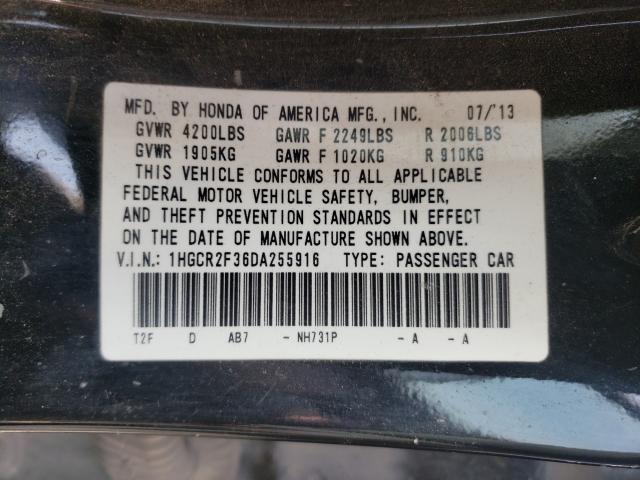 MFD. BY HONDA OF AMERICA MFG., INC. 07/'13
GVWR 4200LBS GAWR F 2249LBS R 2006LBS
GVWR 1905KG GAWR F 1020KG R 910KG
THIS VEHICLE CONFORMS TO ALL APPLICABLE
FEDERAL MOTOR VEHICLE SAFETY, BUMPER,
AND THEFT PREVENTION STANDARDS IN EFFECT
ON THE DATE OF MANUFACTURE SHOWN ABOVE.
V.I.N.: 1HGCR2F36DA255916 TYPE: PASSENGER CAR
T2F D AB7 - NH731P - A - A